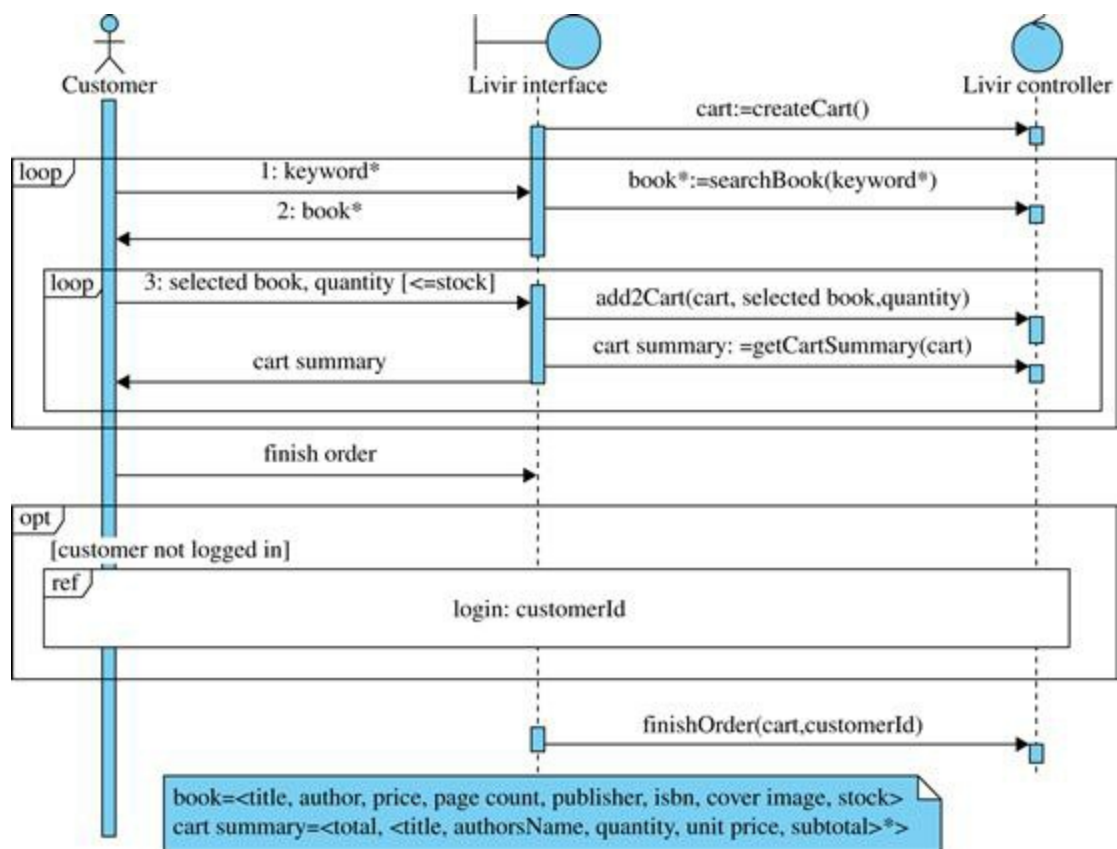 Customer
Livir interface
Livir controller
cart:=createCart()
loop
1: keyword*
book*:=searchBook(keyword*)
2: book*
loop
3: selected book, quantity [<=stock]
add2Cart(cart, selected book,quantity)
cart summary: =getCartSummary(cart)
cart summary
finish order
opt
[customer not logged in]
ref
login: customerId
finishOrder(cart,customerId)
book=<title, author, price, page count, publisher, isbn, cover image, stock>
cart summary=<total, <title, authorsName, quantity, unit price, subtotal>*>